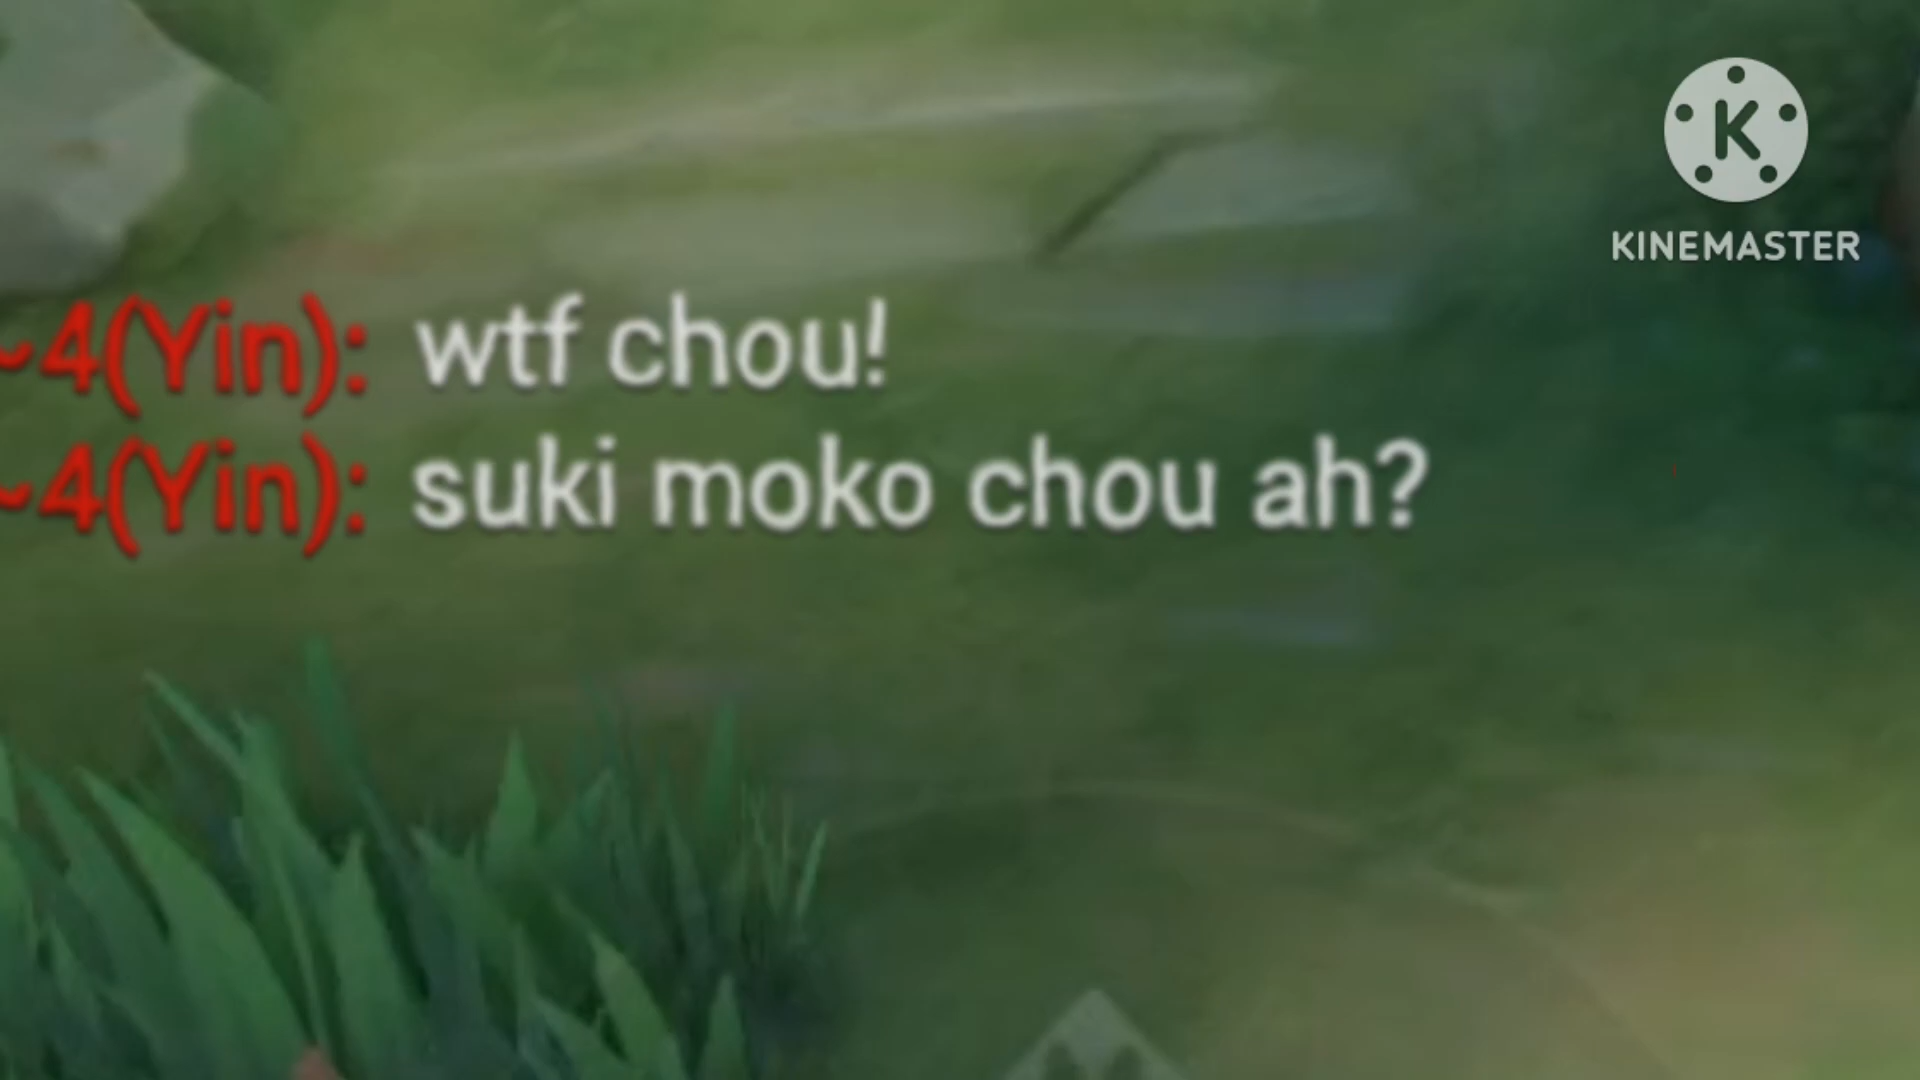 K
KINEMASTER
~4(Yin): wtf chou!
~4(Yin): suki moko chou ah?